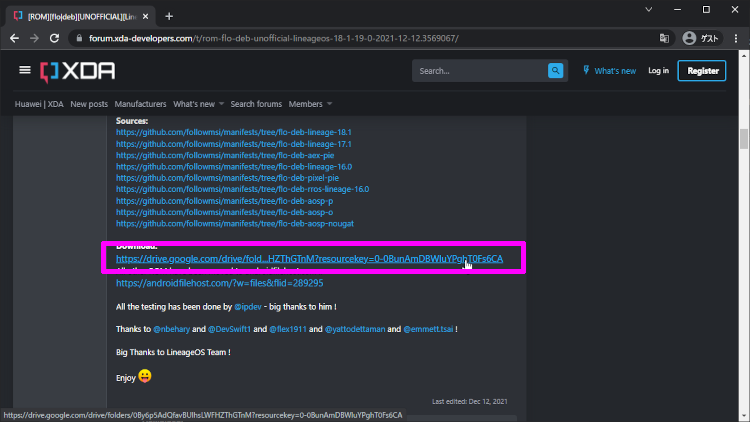 [ROM][flo|deb][UNOFFICIAL][Line
forum.xda-developers.com/t/rom-flo-deb-unofficial-lineageos-18-1-19-0-2021-12-12.3569067/
ゲスト
XDA
Search...
What's new
Log in
Register
Huawei | XDA New posts Manufacturers What's new Search forums Members
Sources:
https://github.com/followmsi/manifests/tree/flo-deb-lineage-18.1
https://github.com/followmsi/manifests/tree/flo-deb-lineage-17.1
https://github.com/followmsi/manifests/tree/flo-deb-aex-pie
https://github.com/followmsi/manifests/tree/flo-deb-lineage-16.0
https://github.com/followmsi/manifests/tree/flo-deb-pixel-pie
https://github.com/followmsi/manifests/tree/flo-deb-rros-lineage-16.0
https://github.com/followmsi/manifests/tree/flo-deb-aosp-p
https://github.com/followmsi/manifests/tree/flo-deb-aosp-o
https://github.com/followmsi/manifests/tree/flo-deb-aosp-nougat
Download:
https://drive.google.com/drive/fold...HZThGTnM?resourcekey=0-0BunAmDBWluYPghT0Fs6CA
https://androidfilehost.com/?w=files&flid=289295
All the testing has been done by @ipdev - big thanks to him !
Thanks to @nbehary and @DevSwift1 and @flex1911 and @yattodettaman and @emmett.tsai !
Big Thanks to LineageOS Team !
Enjoy
Last edited: Dec 12, 2021
https://drive.google.com/drive/folders/0By6p5AdQfavBUlhsLWFHZThGTnM?resourcekey=0-0BunAmDBWluYPghT0Fs6CA